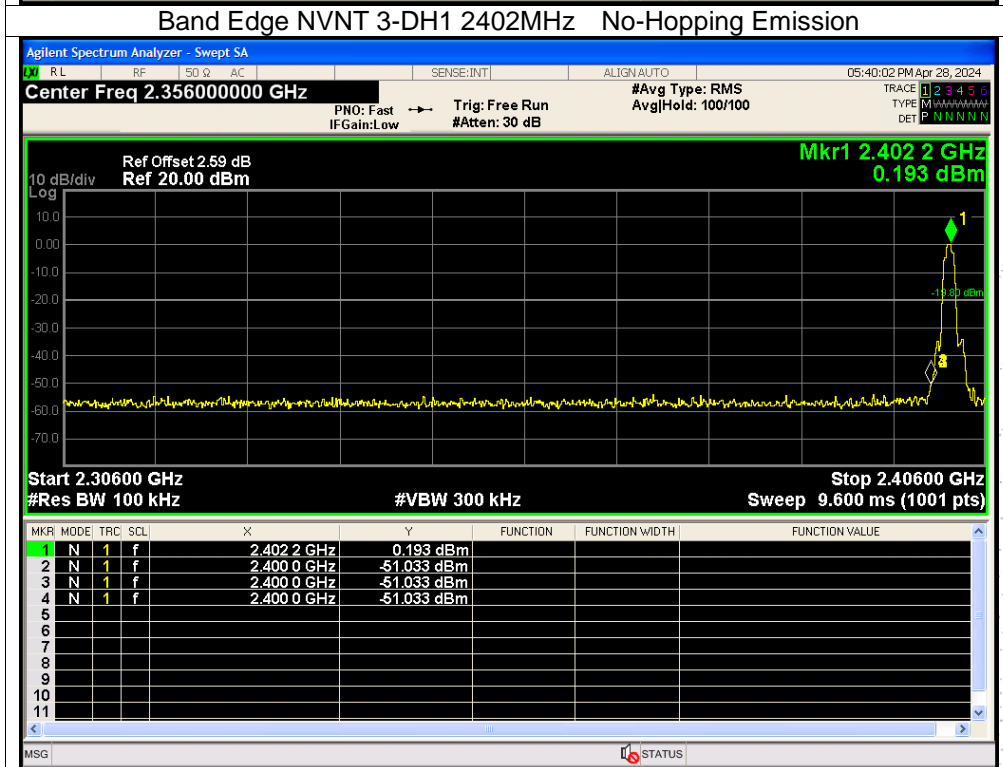 Band Edge NVNT 3-DH1 2402MHz No-Hopping Emission
Agilent Spectrum Analyzer - Swept SA
LXI RL RF 50 Ω AC SENSE:INT ALIGN AUTO 05:40:02 PM Apr 28, 2024
Center Freq 2.356000000 GHz
PNO: Fast
IFGain:Low
Trig: Free Run
#Atten: 30 dB
#Avg Type: RMS
Avg|Hold: 100/100
TRACE 1 2 3 4 5 6
TYPE M WWWWW
DET P N N N N N
Mkr1 2.402 2 GHz
0.193 dBm
Ref Offset 2.59 dB
10 dB/div Ref 20.00 dBm
Log
1
10.0
0.00
-10.0
-19.80 dBm
-20.0
-30.0
-40.0
-50.0
-60.0
-70.0
Start 2.30600 GHz Stop 2.40600 GHz
#Res BW 100 kHz #VBW 300 kHz Sweep 9.600 ms (1001 pts)
MKR MODE TRC SCL X Y FUNCTION FUNCTION WIDTH FUNCTION VALUE
1 N 1 f 2.402 2 GHz 0.193 dBm
2 N 1 f 2.400 0 GHz -51.033 dBm
3 N 1 f 2.400 0 GHz -51.033 dBm
4 N 1 f 2.400 0 GHz -51.033 dBm
5
6
7
8
9
10
11
MSG STATUS